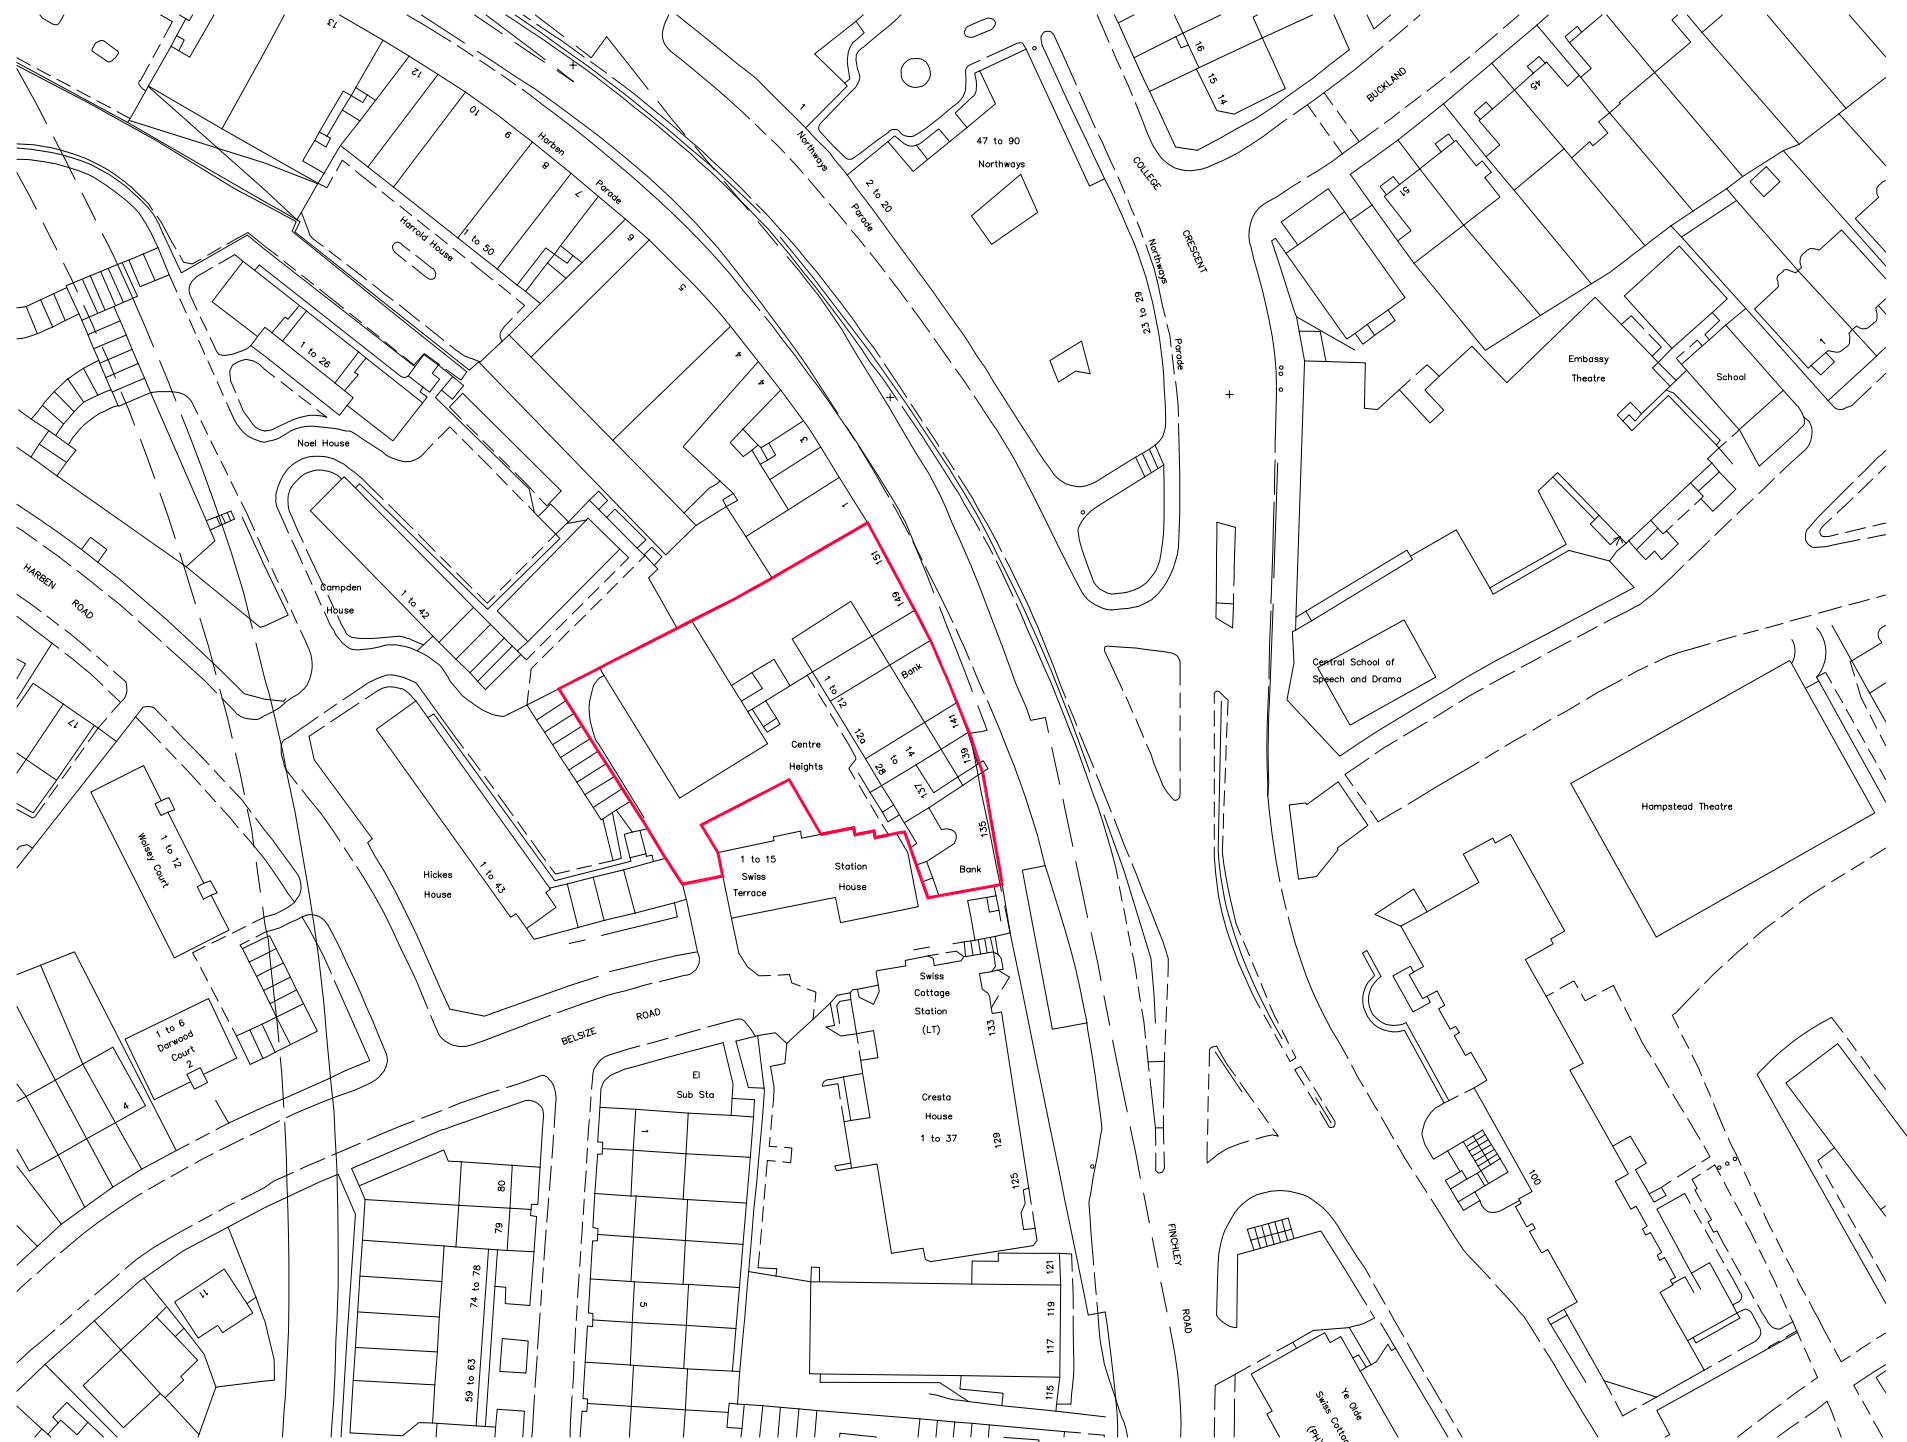 13
12
10
9
8
7
6
5
4
4
3
1
Harben
Parade
Harrold House
1 to 50
1 to 26
Noel House
Campden
House
1 to 42
HARBEN
ROAD
17
1
Northways
Parade
2 to 20
47 to 90
Northways
COLLEGE
CRESCENT
Northways
Parade
23 to 29
16
15
14
BUCKLAND
45
51
1
Embassy
Theatre
School
Central School of
Speech and Drama
Hampstead Theatre
151
149
Bank
141
139
137
135
Bank
1 to 12
12a
14
to
28
Centre
Heights
1 to 15
Swiss
Terrace
Station
House
Hickes
House
1 to 43
Wolsey Court
1 to 12
1 to 6
Darwood
Court
2
4
BELSIZE
ROAD
Swiss
Cottage
Station
(LT)
133
Cresta
House
1 to 37
129
125
El
Sub Sta
1
5
80
79
74 to 78
59 to 63
11
121
119
117
115
FINCHLEY
ROAD
100
Ye Olde
Swiss Cottag
(PH)